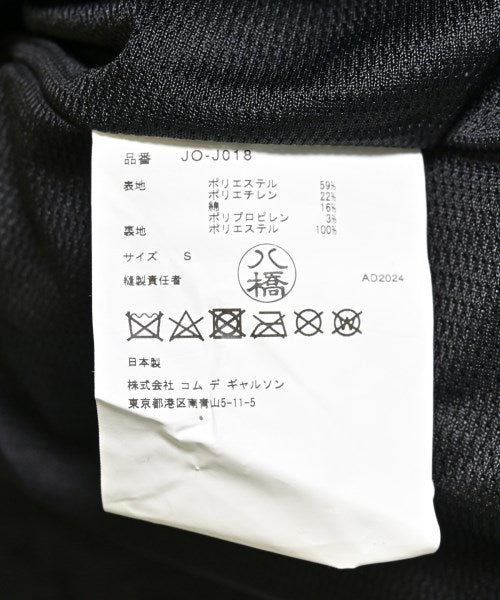 品番 JO-J018
表地 ポリエステル 59%
ポリエチレン 22%
綿 16%
ポリプロピレン 3%
裏地 ポリエステル 100%
サイズ S
縫製責任者 八橋 AD2024
W
日本製
株式会社 コム デ ギャルソン
東京都港区南青山5-11-5